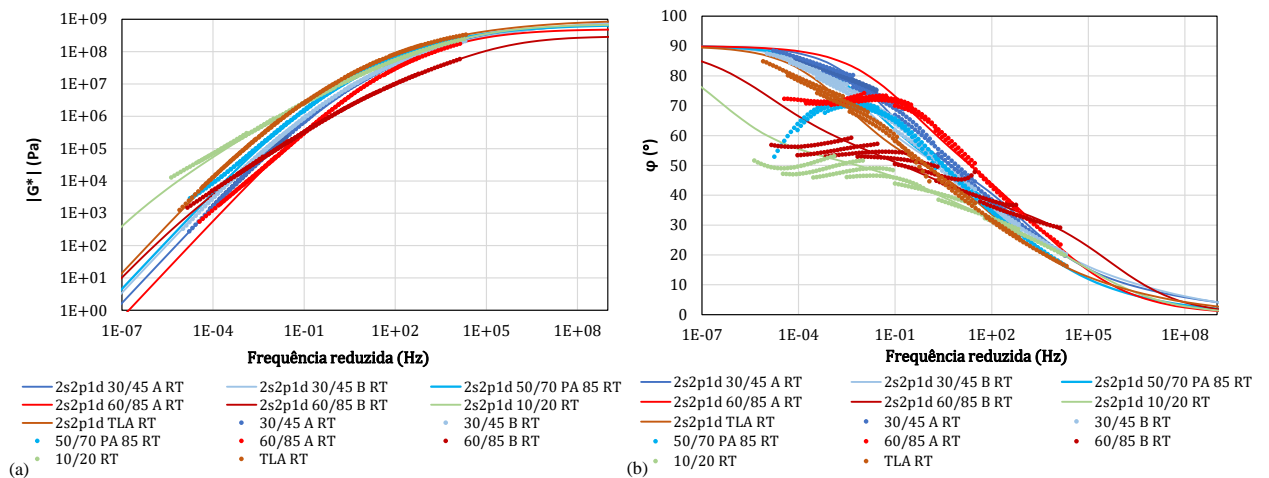 1E+09
1E+08
1E+07
1E+06
1E+05
1E+04
1E+03
1E+02
1E+01
1E+00
|G*| (Pa)
1E-07 1E-04 1E-01 1E+02 1E+05 1E+08
Frequência reduzida (Hz)
2s2p1d 30/45 A RT 2s2p1d 30/45 B RT 2s2p1d 50/70 PA 85 RT
2s2p1d 60/85 A RT 2s2p1d 60/85 B RT 2s2p1d 10/20 RT
2s2p1d TLA RT 30/45 A RT 30/45 B RT
50/70 PA 85 RT 60/85 A RT 60/85 B RT
10/20 RT TLA RT
(a)
100
90
80
70
60
50
40
30
20
10
0
φ (°)
1E-07 1E-04 1E-01 1E+02 1E+05 1E+08
Frequência reduzida (Hz)
2s2p1d 30/45 A RT 2s2p1d 30/45 B RT 2s2p1d 50/70 PA 85 RT
2s2p1d 60/85 A RT 2s2p1d 60/85 B RT 2s2p1d 10/20 RT
2s2p1d TLA RT 30/45 A RT 30/45 B RT
50/70 PA 85 RT 60/85 A RT 60/85 B RT
10/20 RT TLA RT
(b)